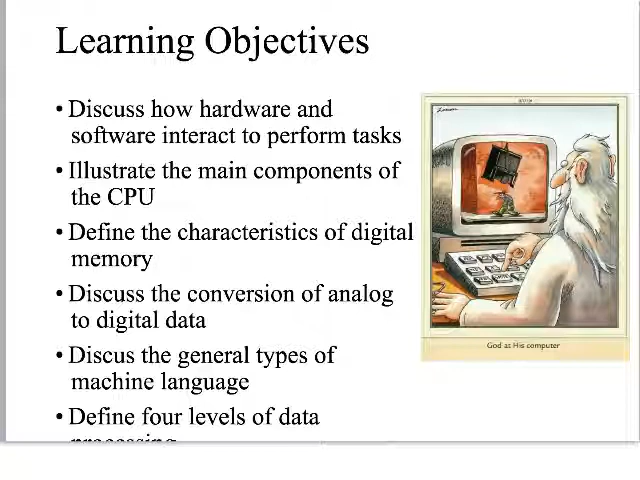 Learning Objectives
• Discuss how hardware and
software interact to perform tasks
• Illustrate the main components of
the CPU
• Define the characteristics of digital
memory
• Discuss the conversion of analog
to digital data
• Discus the general types of
machine language
• Define four levels of data
processing
God at His computer